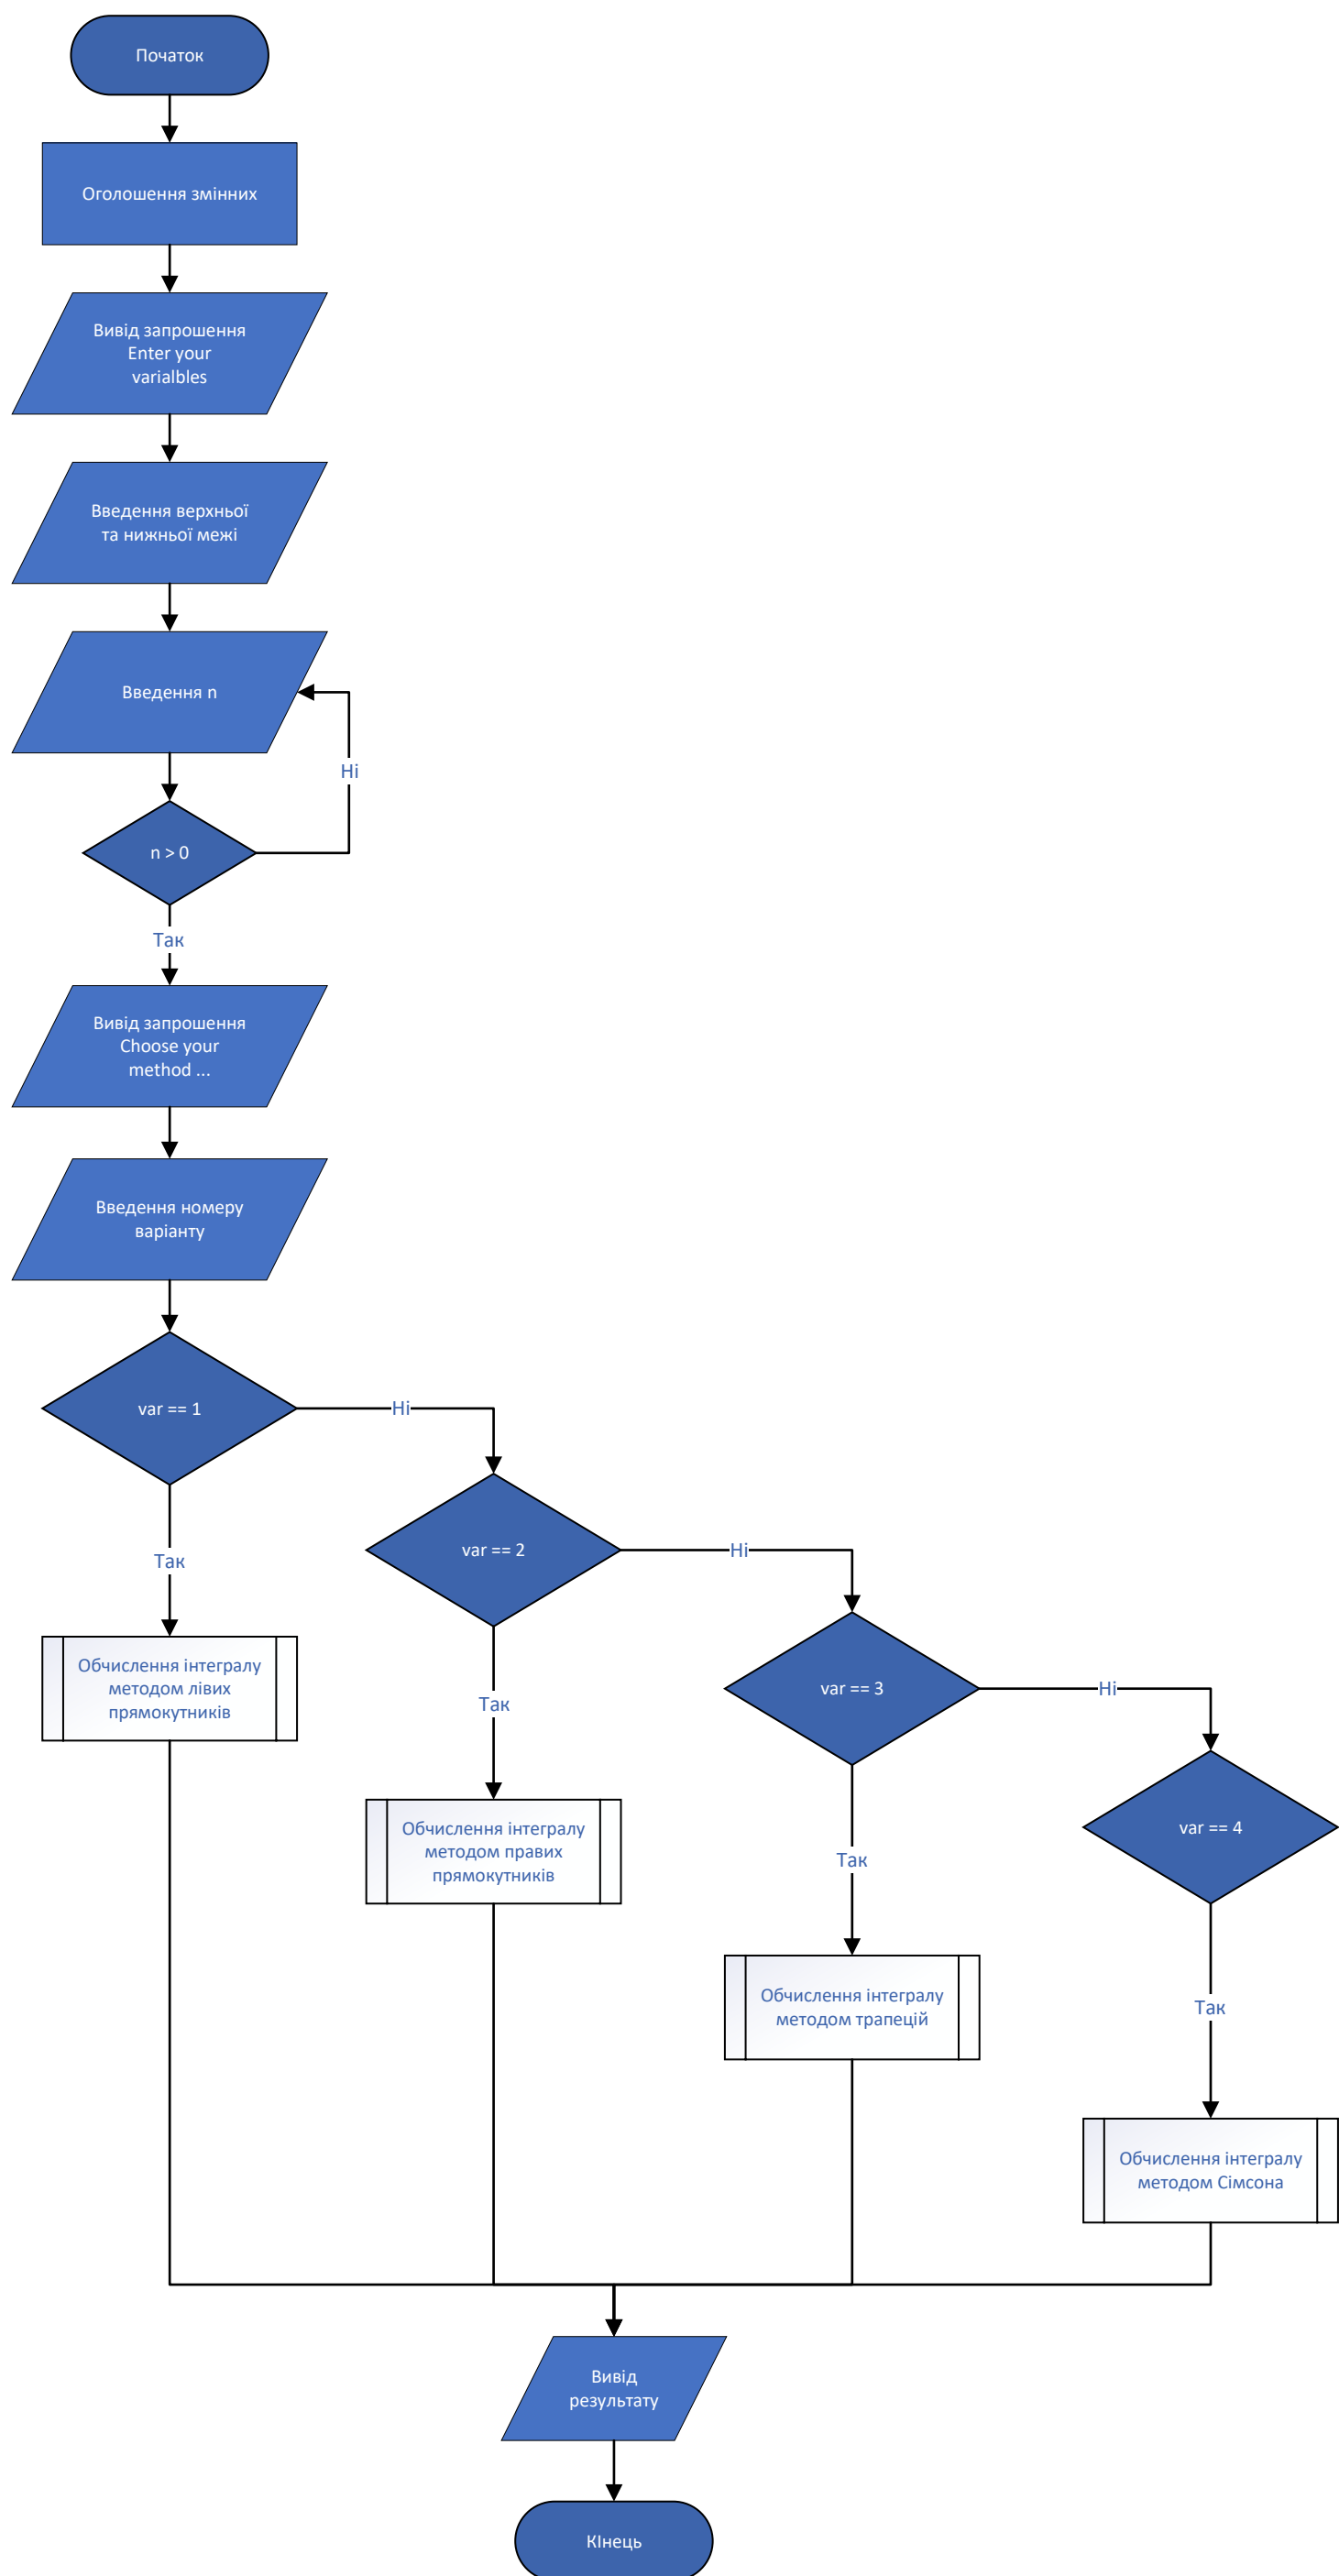 Початок
Оголошення змінних
Вивід запрошення
Enter your
varialbles
Введення верхньої
та нижньої межі
Введення n
Ні
n > 0
Так
Вивід запрошення
Choose your
method ...
Введення номеру
варіанту
var == 1
Ні
Так
var == 2
Ні
Обчислення інтегралу
методом лівих
прямокутників
Так
var == 3
Ні
Обчислення інтегралу
методом правих
прямокутників
Так
var == 4
Обчислення інтегралу
методом трапецій
Так
Обчислення інтегралу
методом Сімсона
Вивід
результату
КІнець